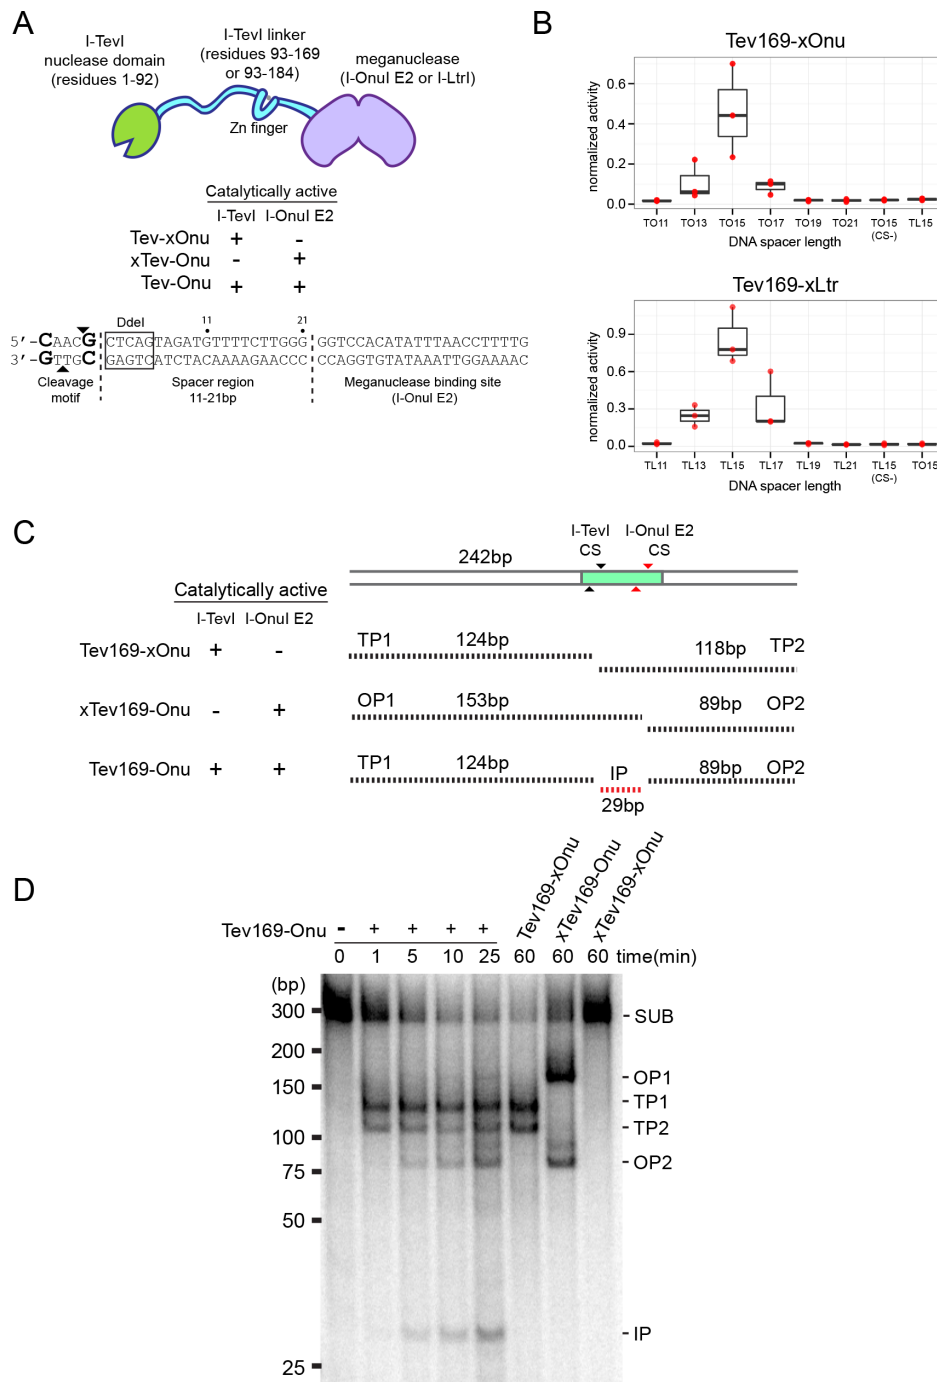 A
I-TevI
nuclease domain
(residues 1-92)
I-TevI linker
(residues 93-169
or 93-184)
meganuclease
(I-OnuI E2 or I-LtrI)
Zn finger
Catalytically active
I-TevI I-OnuI E2
Tev-xOnu + -
xTev-Onu - +
Tev-Onu + +
DdeI 11 21
5'-CAACG CTCAGTAGATGTTTTCTTGGG GGTCCACATATTTAACCTTTTG
3'-GTTGC GAGTCATCTACAAAAGAACCC CCAGGTGTATAAATTGGAAAAC
Cleavage
motif
Spacer region
11-21bp
Meganuclease binding site
(I-OnuI E2)
B
Tev169-xOnu
normalized activity
0.6
0.4
0.2
0.0
TO11 TO13 TO15 TO17 TO19 TO21 TO15 (CS-) TL15
DNA spacer length
Tev169-xLtr
normalized activity
0.9
0.6
0.3
0.0
TL11 TL13 TL15 TL17 TL19 TL21 TL15 (CS-) TO15
DNA spacer length
C
I-TevI
CS
I-OnuI E2
CS
242bp
Catalytically active
I-TevI I-OnuI E2
Tev169-xOnu + - TP1 124bp 118bp TP2
xTev169-Onu - + OP1 153bp 89bp OP2
Tev169-Onu + + TP1 124bp IP 89bp OP2
29bp
D
Tev169-xOnu
xTev169-Onu
xTev169-xOnu
Tev169-Onu - + + + +
0 1 5 10 25 60 60 60 time(min)
(bp)
300
200
150
100
75
50
25
SUB
OP1
TP1
TP2
OP2
IP